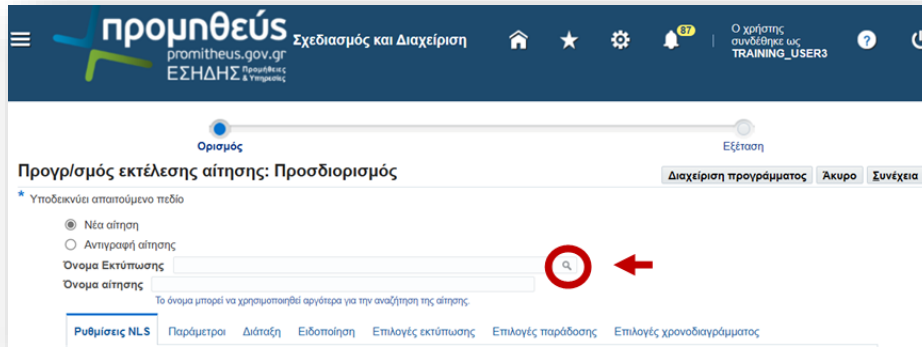 προμηθεύς
promitheus.gov.gr
ΕΣΗΔΗΣ Προμήθειες & Υπηρεσίες
Σχεδιασμός και Διαχείριση
87
Ο χρήστης
συνδέθηκε ως
TRAINING_USER3
?
Ορισμός
Εξέταση
Προγρ/σμός εκτέλεσης αίτησης: Προσδιορισμός
Διαχείριση προγράμματος Άκυρο Συνέχεια
* Υποδεικνύει απαιτούμενο πεδίο
Νέα αίτηση
Αντιγραφή αίτησης
Όνομα Εκτύπωσης
Όνομα αίτησης
Το όνομα μπορεί να χρησιμοποιηθεί αργότερα για την αναζήτηση της αίτησης.
Ρυθμίσεις NLS Παράμετροι Διάταξη Ειδοποίηση Επιλογές εκτύπωσης Επιλογές παράδοσης Επιλογές χρονοδιαγράμματος